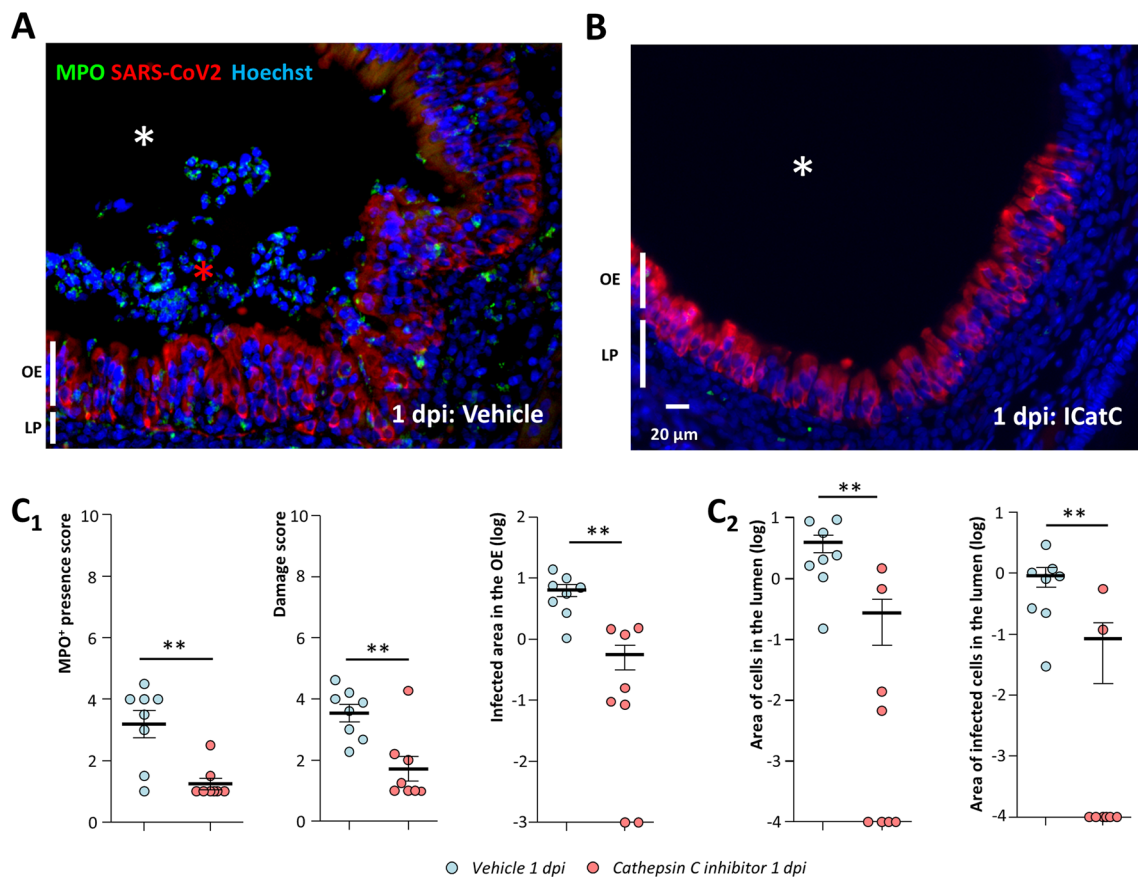 A
MPO SARS-CoV2 Hoechst
*
*
OE
LP
1 dpi: Vehicle
B
*
OE
LP
20 µm
1 dpi: ICatC
C1
MPO+ presence score
10
8
6
4
2
0
**
Damage score
10
8
6
4
2
0
**
Infected area in the OE (log)
2
1
0
-1
-2
-3
**
C2
Area of cells in the lumen (log)
1
0
-1
-2
-3
-4
**
Area of infected cells in the lumen (log)
1
0
-1
-2
-3
-4
**
Vehicle 1 dpi
Cathepsin C inhibitor 1 dpi